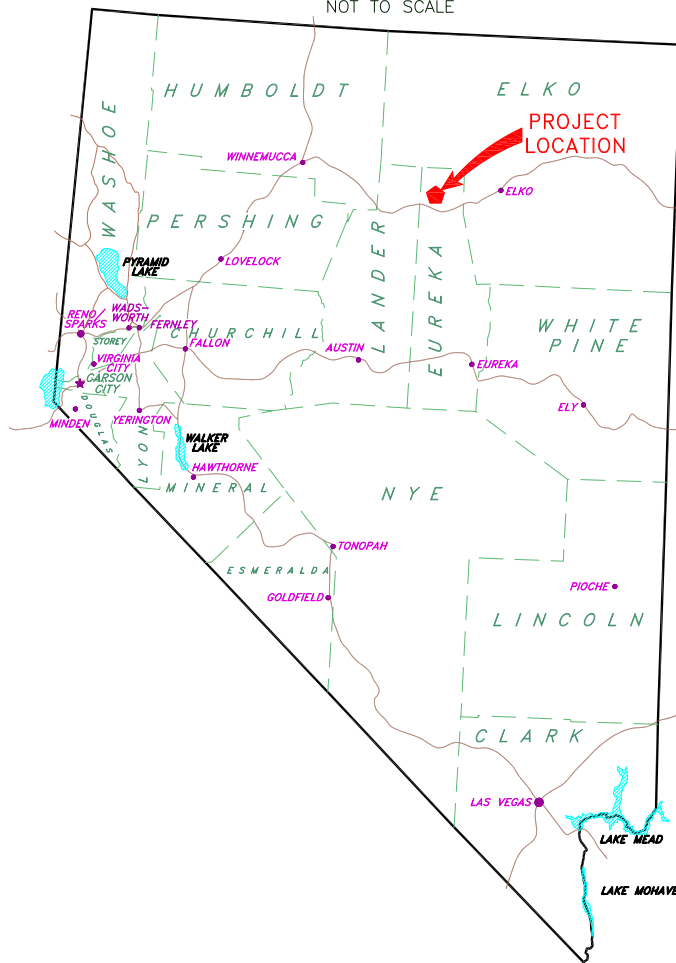 NOT TO SCALE
HUMBOLDT
ELKO
WASHOE
PROJECT
LOCATION
WINNEMUCCA
ELKO
PERSHING
LANDER
EUREKA
PYRAMID
LAKE
LOVELOCK
RENO/
SPARKS
WADS-
WORTH
FERNLEY
STOREY
CHURCHILL
FALLON
AUSTIN
EUREKA
WHITE
PINE
VIRGINIA
CITY
CARSON
CITY
DOUGLAS
MINDEN
YERINGTON
LYON
WALKER
LAKE
ELY
HAWTHORNE
MINERAL
NYE
TONOPAH
ESMERALDA
GOLDFIELD
PIOCHE
LINCOLN
CLARK
LAS VEGAS
LAKE MEAD
LAKE MOHAVE